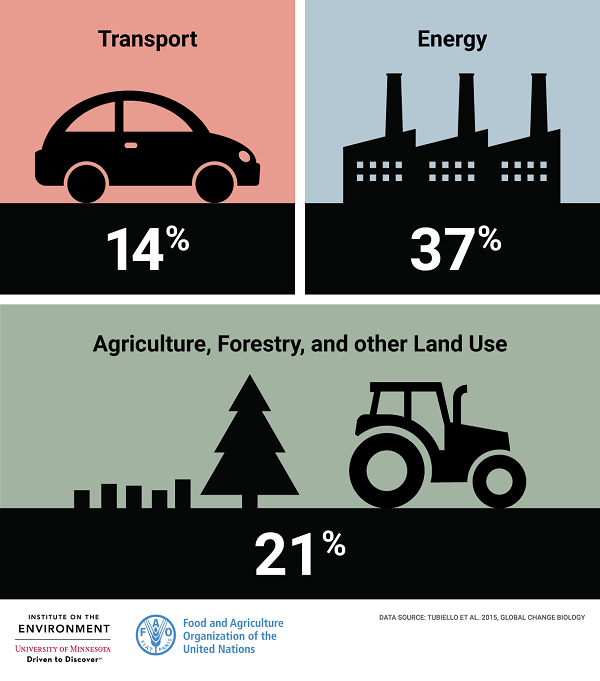 Transport
14%
Energy
37%
Agriculture, Forestry, and other Land Use
21%
INSTITUTE ON THE
ENVIRONMENT
UNIVERSITY OF MINNESOTA
Driven to Discover℠
F A O
FIAT PANIS
Food and Agriculture
Organization of the
United Nations
DATA SOURCE: TUBIELLO ET AL. 2015, GLOBAL CHANGE BIOLOGY